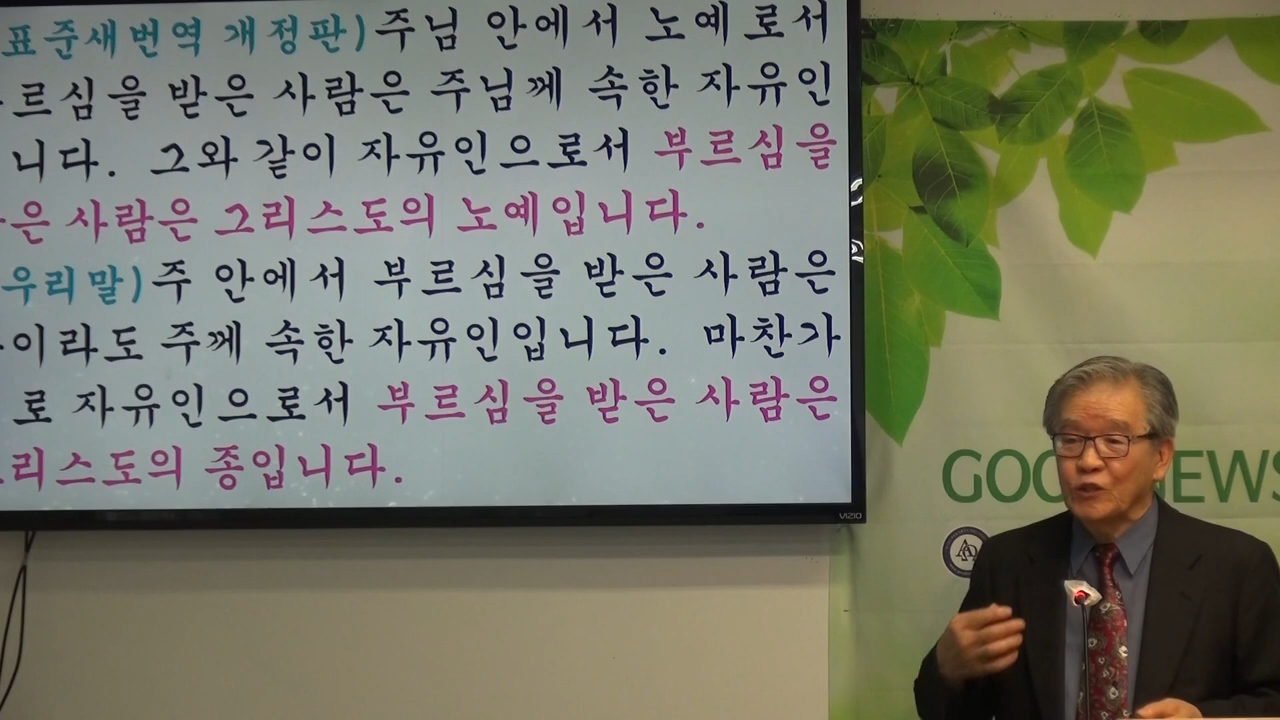 표준새번역 개정판) 주님 안에서 노예로서
르심을 받은 사람은 주님께 속한 자유인
니다. 그와 같이 자유인으로서 부르심을
은 사람은 그리스도의 노예입니다.
우리말) 주 안에서 부르심을 받은 사람은
이라도 주께 속한 자유인입니다. 마찬가
로 자유인으로서 부르심을 받은 사람은
리스도의 종입니다.
VIZIO